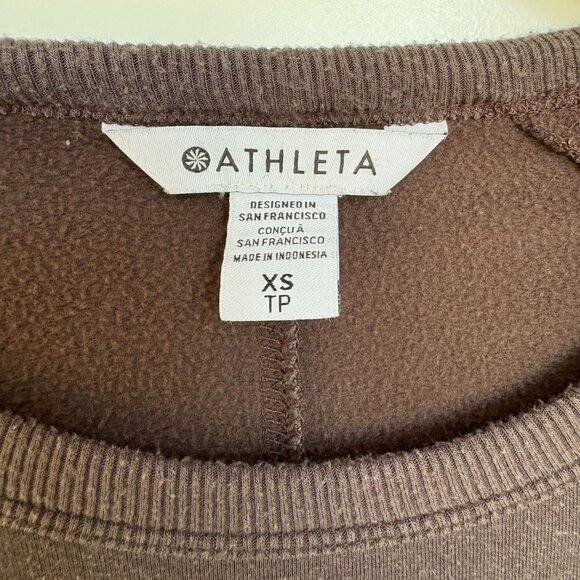 ATHLETA
DESIGNED IN
SAN FRANCISCO
CONÇU À
SAN FRANCISCO
MADE IN INDONESIA
XS
TP